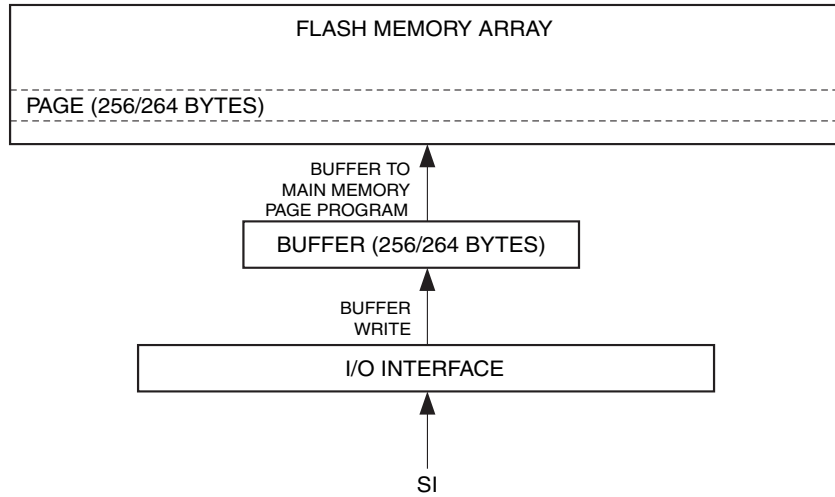 FLASH MEMORY ARRAY
PAGE (256/264 BYTES)
BUFFER TO
MAIN MEMORY
PAGE PROGRAM
BUFFER (256/264 BYTES)
BUFFER
WRITE
I/O INTERFACE
SI